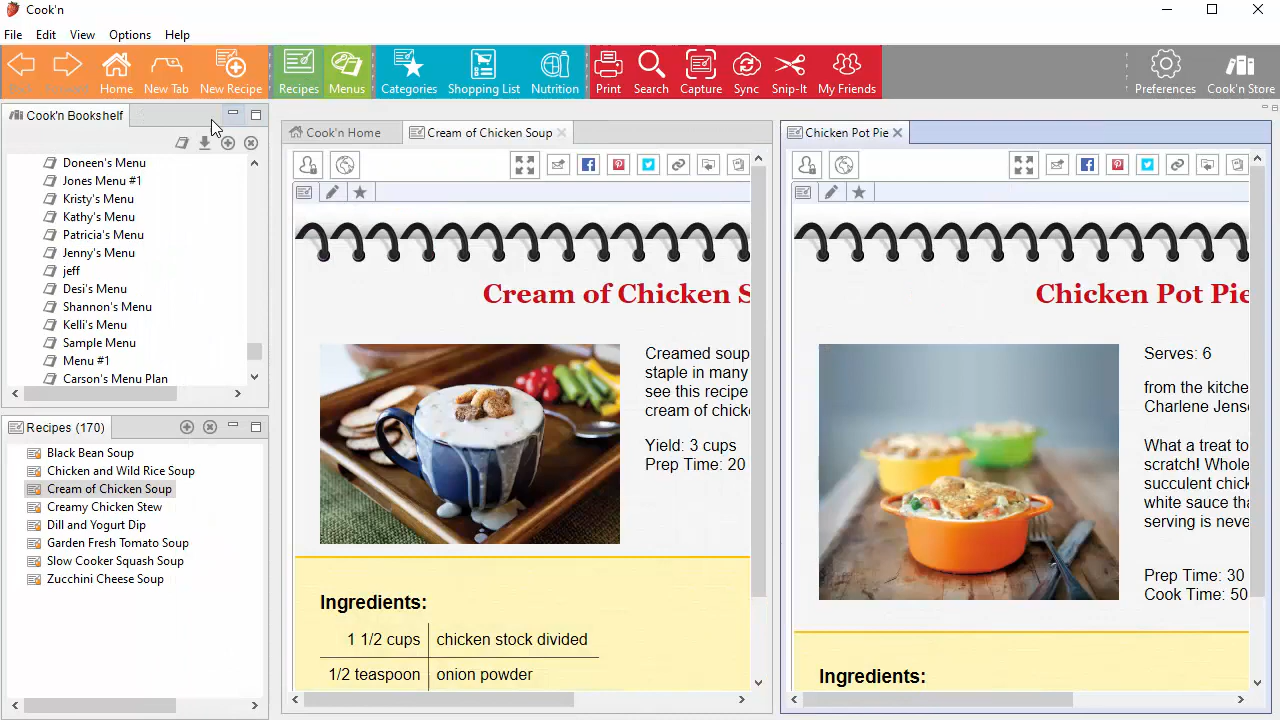 Cook'n
File Edit View Options Help
Home New Tab New Recipe Recipes Menus Categories Shopping List Nutrition Print Search Capture Sync Snip-It My Friends Preferences Cook'n Store
Cook'n Bookshelf
Doneen's Menu
Jones Menu #1
Kristy's Menu
Kathy's Menu
Patricia's Menu
Jenny's Menu
jeff
Desi's Menu
Shannon's Menu
Kelli's Menu
Sample Menu
Menu #1
Carson's Menu Plan
Recipes (170)
Black Bean Soup
Chicken and Wild Rice Soup
Cream of Chicken Soup
Creamy Chicken Stew
Dill and Yogurt Dip
Garden Fresh Tomato Soup
Slow Cooker Squash Soup
Zucchini Cheese Soup
Cook'n Home Cream of Chicken Soup
Cream of Chicken S
Creamed soup
staple in many
see this recipe
cream of chick
Yield: 3 cups
Prep Time: 20
Ingredients:
1 1/2 cups chicken stock divided
1/2 teaspoon onion powder
Chicken Pot Pie
Chicken Pot Pie
Serves: 6
from the kitche
Charlene Jens
What a treat to
scratch! Whole
succulent chick
white sauce tha
serving is neve
Prep Time: 30
Cook Time: 50
Ingredients: